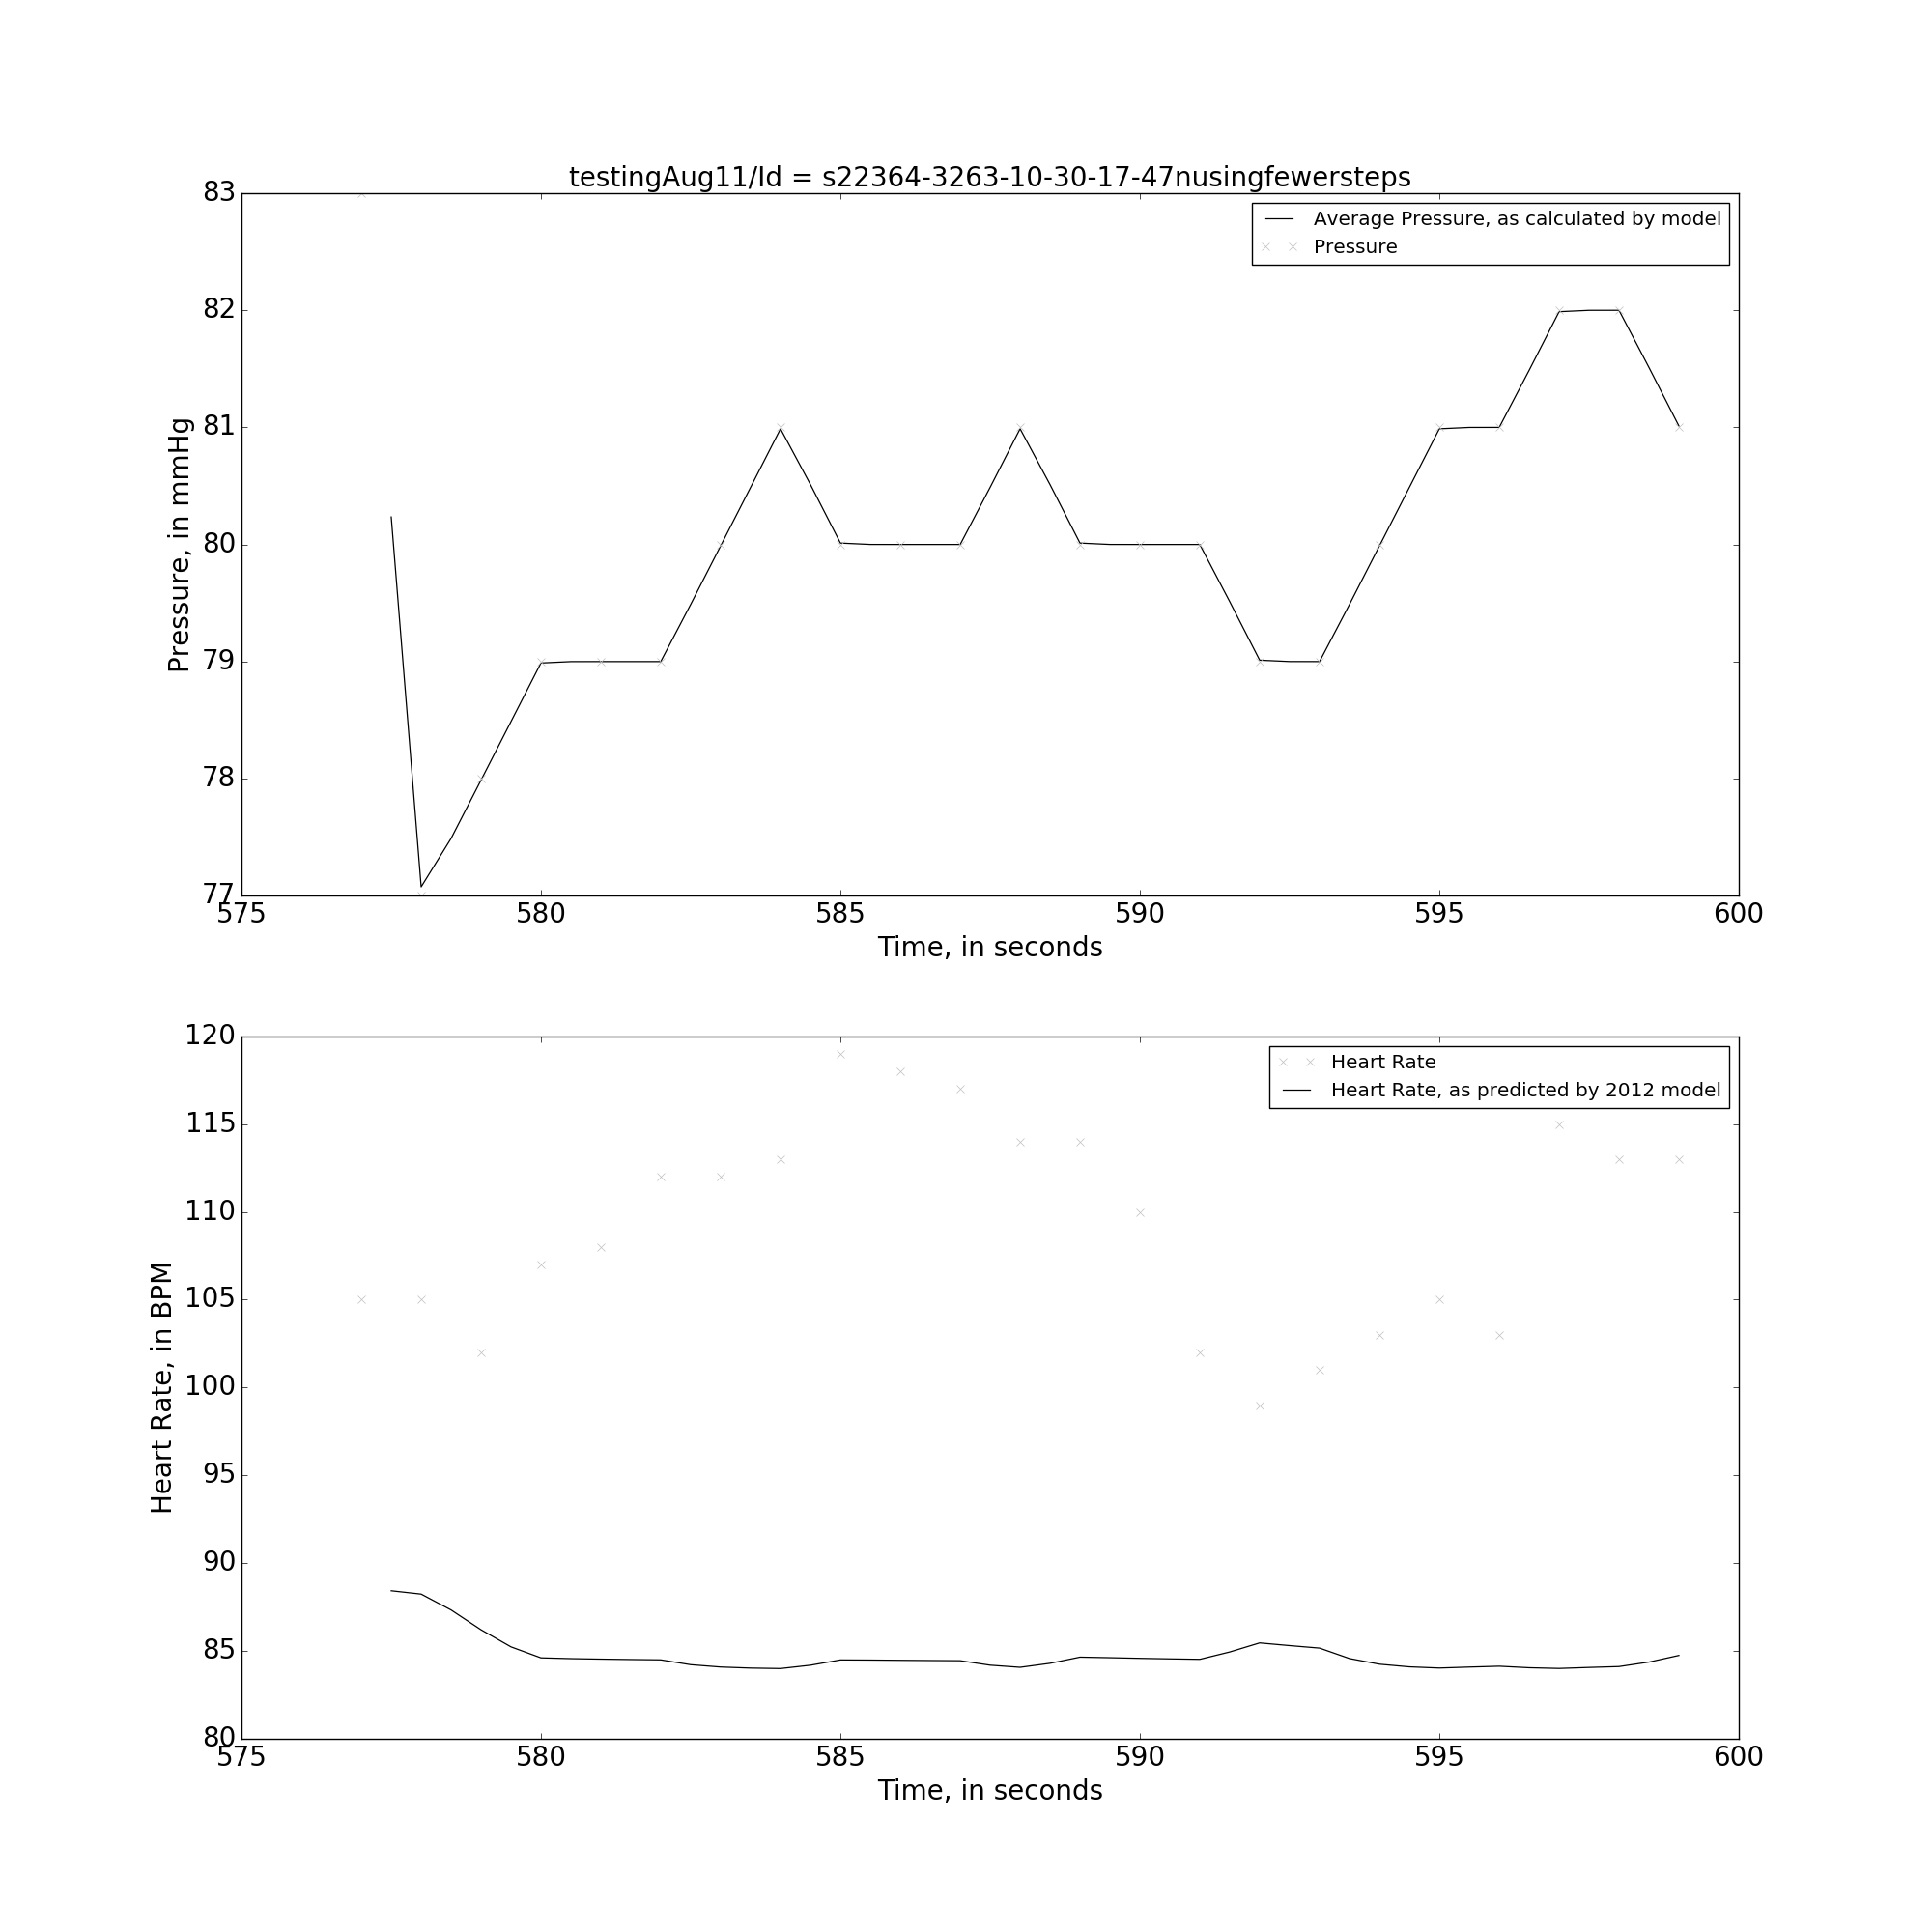 testingAug11/Id = s22364-3263-10-30-17-47nusingfewersteps
83
82
81
80
79
78
77
Pressure, in mmHg
Average Pressure, as calculated by model
Pressure
575 580 585 590 595 600
Time, in seconds
120
115
110
105
100
95
90
85
80
Heart Rate, in BPM
Heart Rate
Heart Rate, as predicted by 2012 model
575 580 585 590 595 600
Time, in seconds